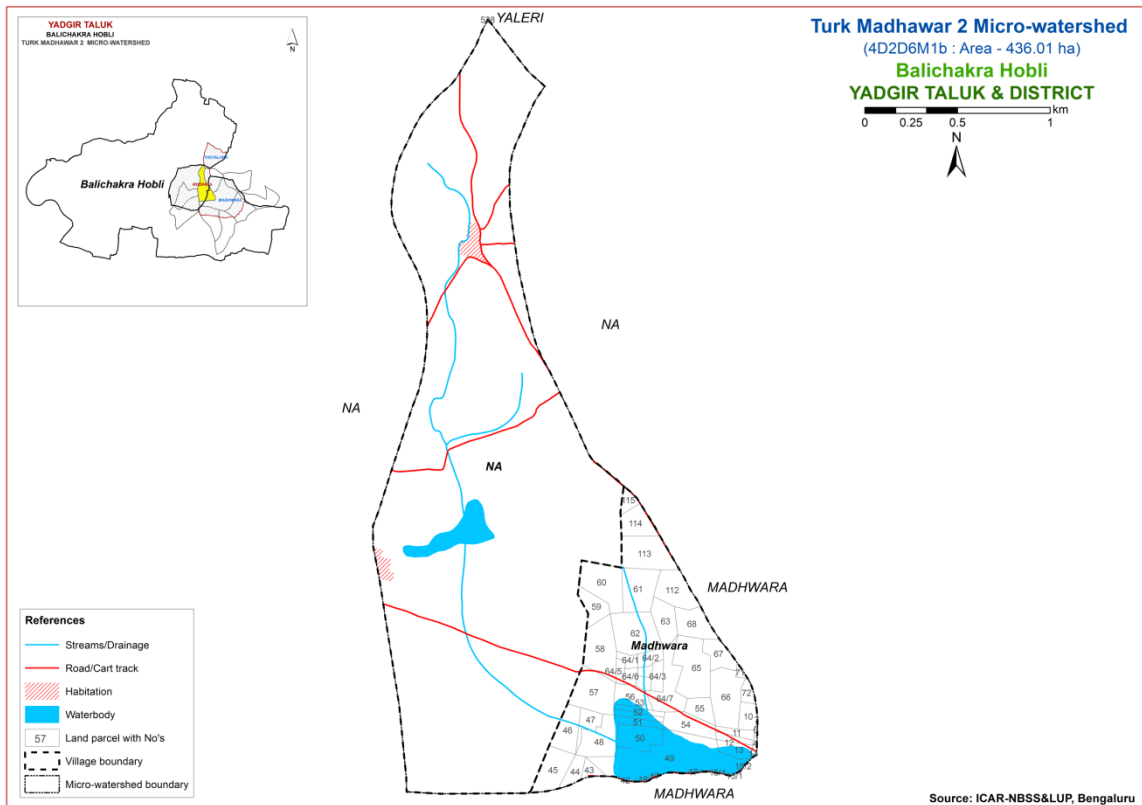 YADGIR TALUK
BALICHAKRA HOBLI
TURK MADHAWAR 2 MICRO-WATERSHED
N
Balichakra Hobli
YALERI
Turk Madhawar 2 Micro-watershed
(4D2D6M1b : Area - 436.01 ha)
Balichakra Hobli
YADGIR TALUK & DISTRICT
km
0 0.25 0.5 1
N
NA
NA
NA
115
114
113
MADHWARA
60
61
112
59
63
68
62
Madhwara
58
67
64/1
64/2
65
64/5
64/6
64/3
57
66
72
56
53
64/7
55
10
52
47
51
54
11
46
50
12
48
13
49
45
44
43
MADHWARA
References
Streams/Drainage
Road/Cart track
Habitation
Waterbody
57 Land parcel with No's
Village boundary
Micro-watershed boundary
Source: ICAR-NBSS&LUP, Bengaluru